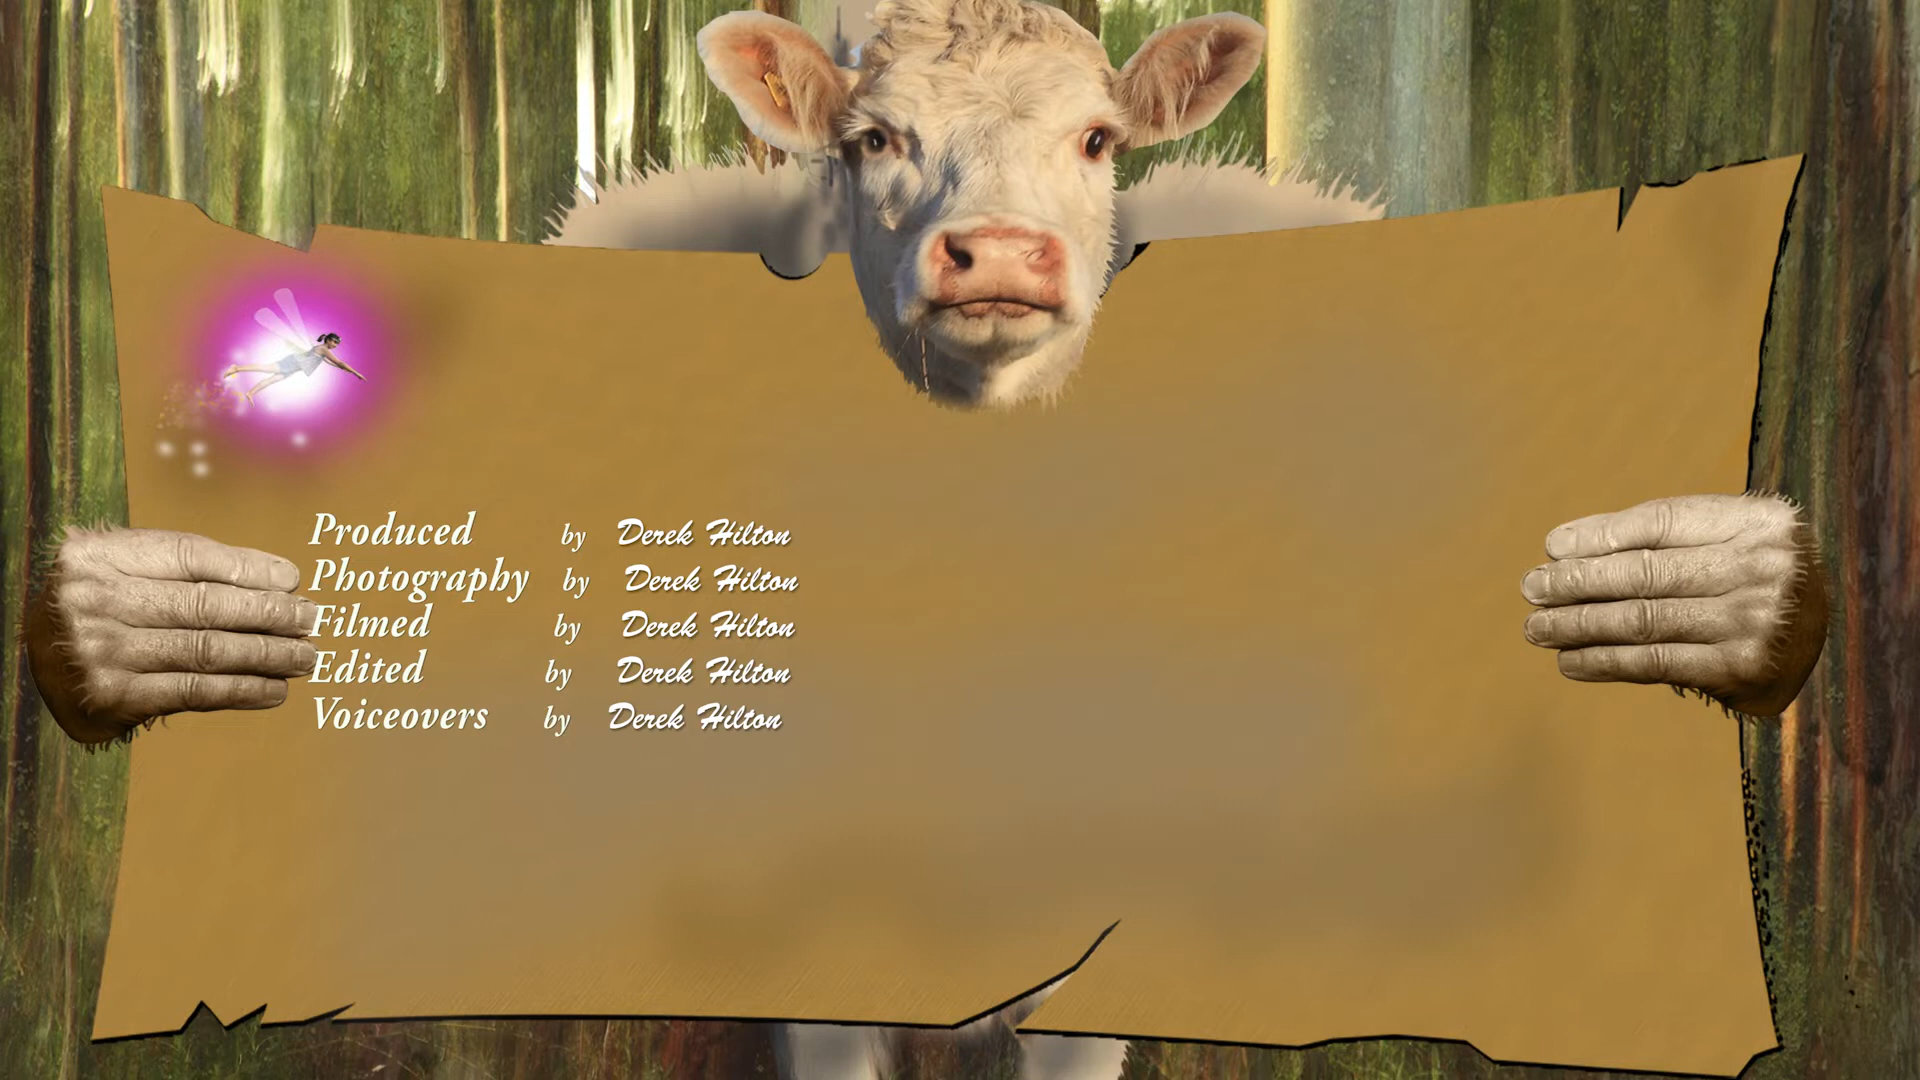 Produced by Derek Hilton
Photography by Derek Hilton
Filmed by Derek Hilton
Edited by Derek Hilton
Voiceovers by Derek Hilton